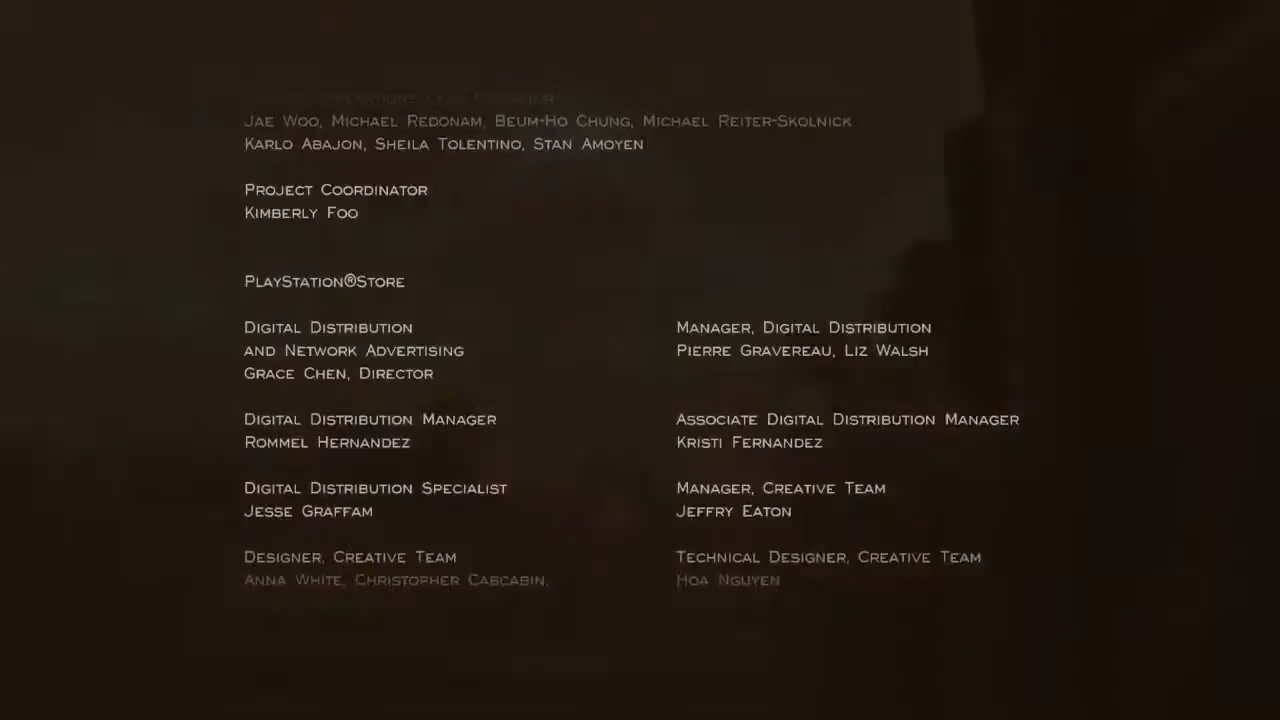 Jae Woo, Michael Redonam, Beum-Ho Chung, Michael Reiter-Skolnick
Karlo Abajon, Sheila Tolentino, Stan Amoyen
Project Coordinator
Kimberly Foo
PlayStation®Store
Digital Distribution
and Network Advertising
Grace Chen, Director
Manager, Digital Distribution
Pierre Gravereau, Liz Walsh
Digital Distribution Manager
Rommel Hernandez
Associate Digital Distribution Manager
Kristi Fernandez
Digital Distribution Specialist
Jesse Graffam
Manager, Creative Team
Jeffry Eaton
Designer, Creative Team
Anna White, Christopher Cabcabin,
Technical Designer, Creative Team
Hoa Nguyen